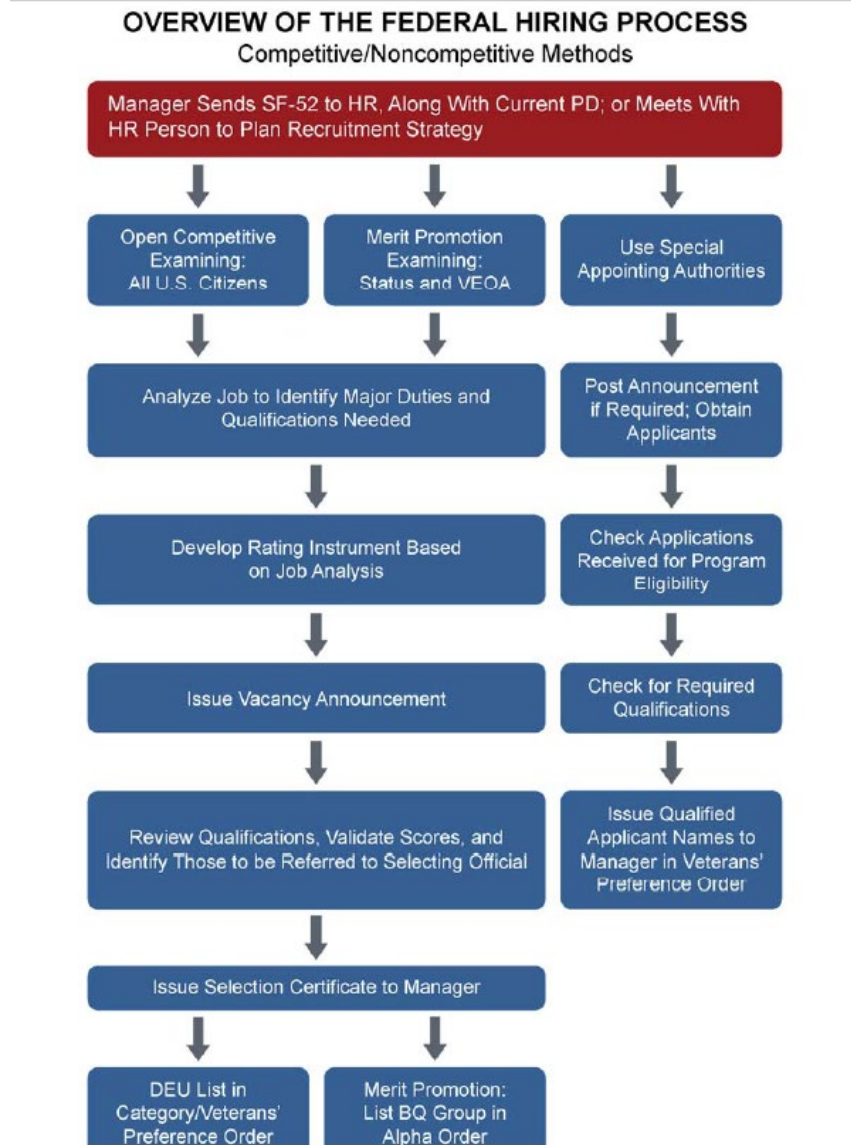 OVERVIEW OF THE FEDERAL HIRING PROCESS
Competitive/Noncompetitive Methods
Manager Sends SF-52 to HR, Along With Current PD; or Meets With
HR Person to Plan Recruitment Strategy
Open Competitive
Examining:
All U.S. Citizens
Merit Promotion
Examining:
Status and VEOA
Use Special
Appointing Authorities
Analyze Job to Identify Major Duties and
Qualifications Needed
Post Announcement
if Required; Obtain
Applicants
Develop Rating Instrument Based
on Job Analysis
Check Applications
Received for Program
Eligibility
Issue Vacancy Announcement
Check for Required
Qualifications
Review Qualifications, Validate Scores, and
Identify Those to be Referred to Selecting Official
Issue Qualified
Applicant Names to
Manager in Veterans’
Preference Order
Issue Selection Certificate to Manager
DEU List in
Category/Veterans’
Preference Order
Merit Promotion:
List BQ Group in
Alpha Order